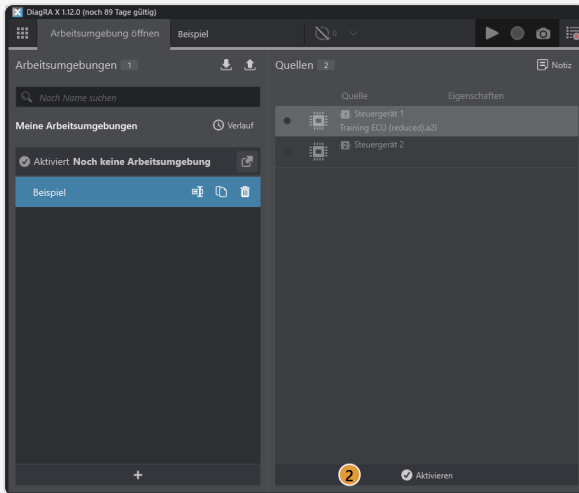 DiagRA X 1.12.0 (noch 89 Tage gültig)
Arbeitsumgebung öffnen
Beispiel
0
Arbeitsumgebungen 1
Quellen 2
Notiz
Nach Name suchen
Quelle Eigenschaften
Meine Arbeitsumgebungen
Verlauf
1 Steuergerät 1
Training ECU (reduced).a2l
2 Steuergerät 2
Aktiviert Noch keine Arbeitsumgebung
Beispiel
+
2
Aktivieren